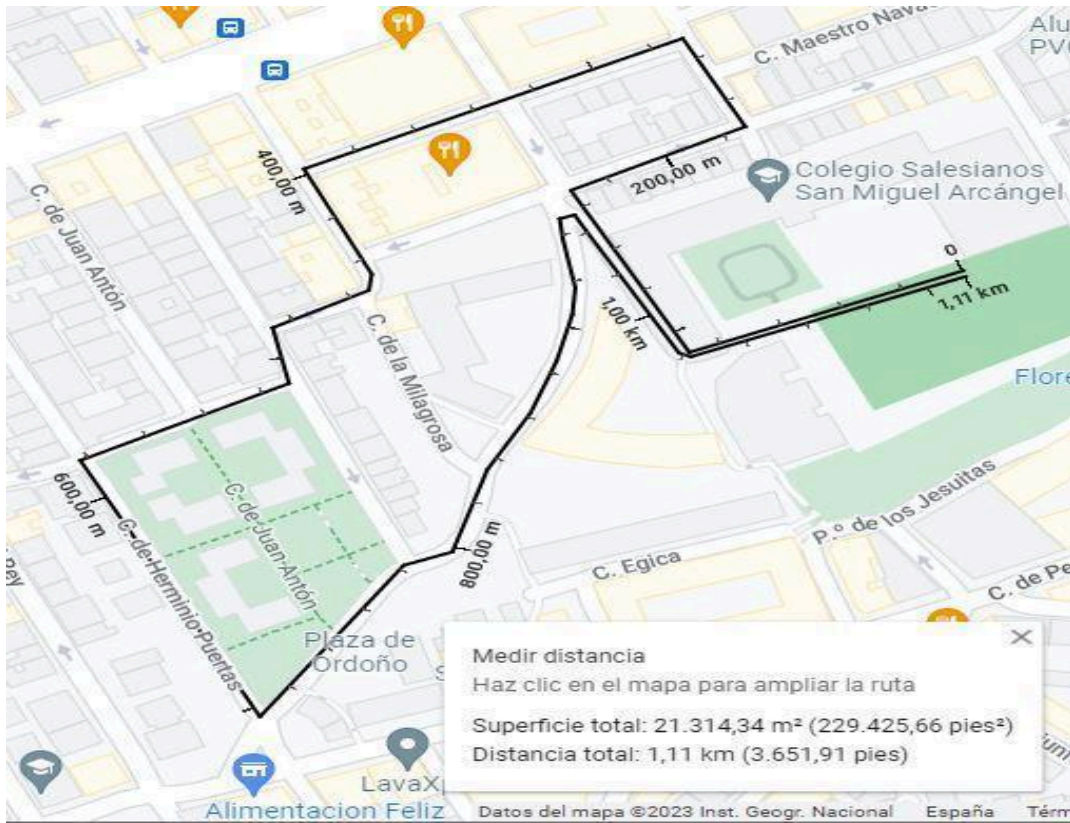 C. Maestro Navas
Alu
PVC
400,00 m
200,00 m
Colegio Salesianos
San Miguel Arcángel
C. de Juan Antón
0
1,11 km
1,00 km
C. de la Milagrosa
Flore
600,00 m
C. de Juan Antón
C. de Herminio Puertas
800,00 m
P.º de los Jesuitas
C. Egica
C. de Pe
Rey
Plaza de
Ordoño
S
Medir distancia
Haz clic en el mapa para ampliar la ruta
Superficie total: 21.314,34 m² (229.425,66 pies²)
Distancia total: 1,11 km (3.651,91 pies)
LavaX
Alimentacion Feliz
Datos del mapa ©2023 Inst. Geogr. Nacional España Térm